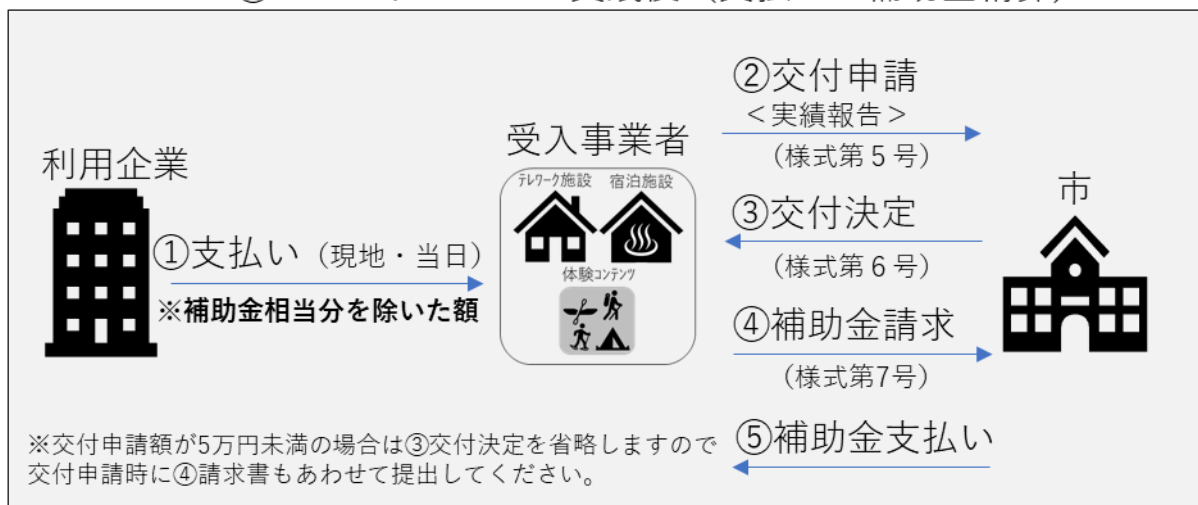 利用企業
①支払い（現地・当日）
※補助金相当分を除いた額
受入事業者
ﾃﾚﾜｰｸ施設 宿泊施設
体験ｺﾝﾃﾝﾂ
②交付申請
＜実績報告＞
（様式第５号）
③交付決定
（様式第６号）
④補助金請求
（様式第7号）
⑤補助金支払い
市
※交付申請額が5万円未満の場合は③交付決定を省略しますので
交付申請時に④請求書もあわせて提出してください。